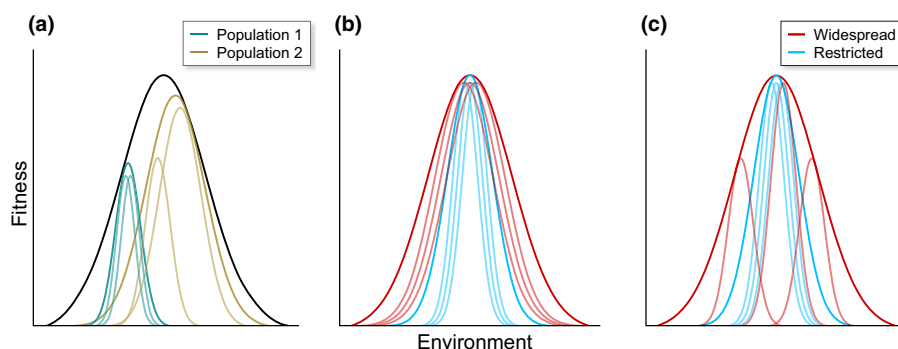 (a)
Population 1
Population 2
(b)
(c)
Widespread
Restricted
Fitness
Environment